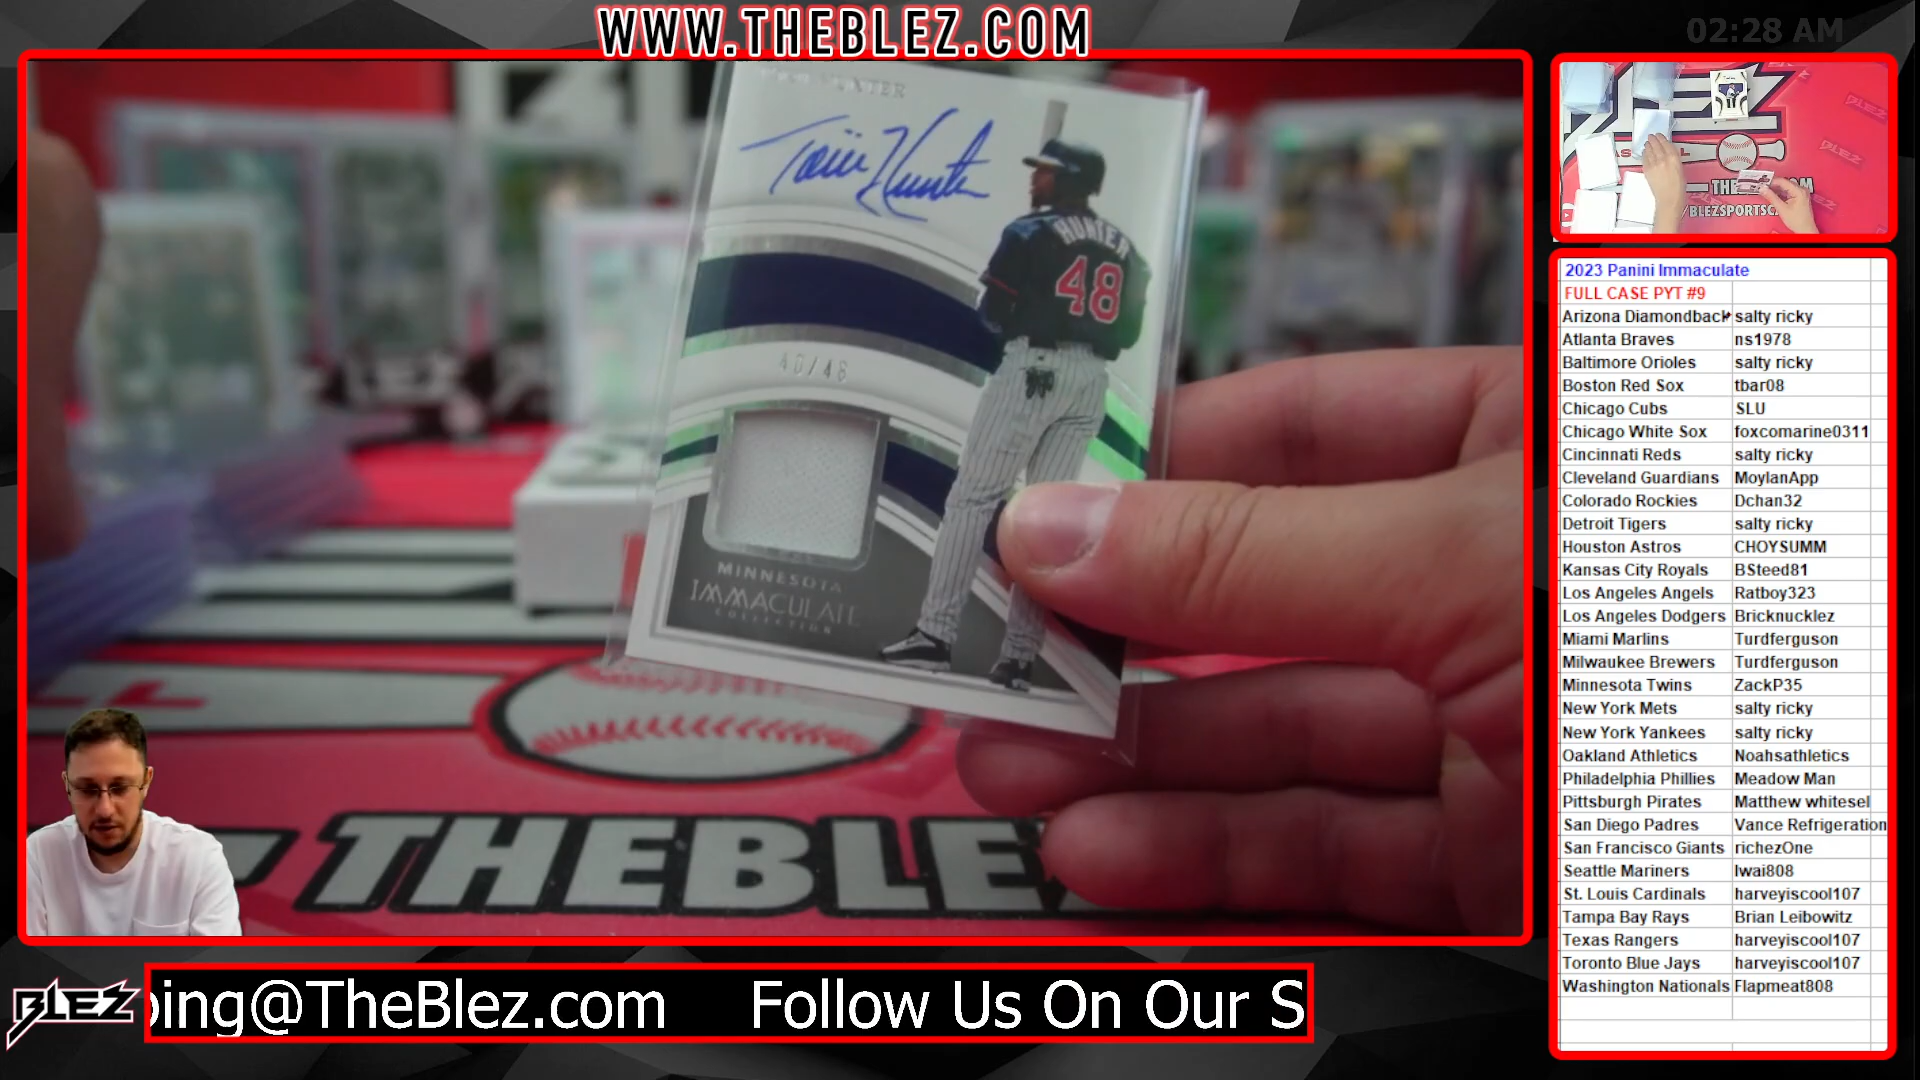 WWW.THEBLEZ.COM
02:28 AM
HUNTER
Torii Hunter
HUNTER
48
40/48
MINNESOTA
IMMACULATE
COLLECTION
THEBLEZ
BLEZ
ping@TheBlez.com Follow Us On Our S
/BLEZSPORTSCA
2023 Panini Immaculate
FULL CASE PYT #9
Arizona Diamondback salty ricky
Atlanta Braves ns1978
Baltimore Orioles salty ricky
Boston Red Sox tbar08
Chicago Cubs SLU
Chicago White Sox foxcomarine0311
Cincinnati Reds salty ricky
Cleveland Guardians MoylanApp
Colorado Rockies Dchan32
Detroit Tigers salty ricky
Houston Astros CHOYSUMM
Kansas City Royals BSteed81
Los Angeles Angels Ratboy323
Los Angeles Dodgers Bricknucklez
Miami Marlins Turdferguson
Milwaukee Brewers Turdferguson
Minnesota Twins ZackP35
New York Mets salty ricky
New York Yankees salty ricky
Oakland Athletics Noahsathletics
Philadelphia Phillies Meadow Man
Pittsburgh Pirates Matthew whitesel
San Diego Padres Vance Refrigeration
San Francisco Giants richezOne
Seattle Mariners lwai808
St. Louis Cardinals harveyiscool107
Tampa Bay Rays Brian Leibowitz
Texas Rangers harveyiscool107
Toronto Blue Jays harveyiscool107
Washington Nationals Flapmeat808